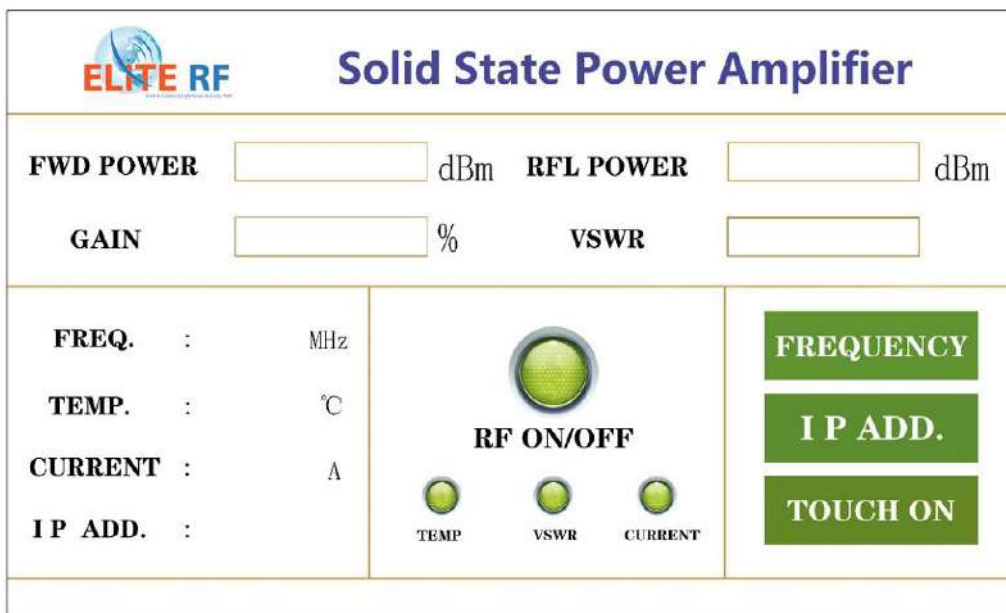 ELITE RF
Solid State Power Amplifier
FWD POWER dBm RFL POWER dBm
GAIN % VSWR
FREQ. : MHz
TEMP. : ℃
CURRENT : A
I P ADD. :
RF ON/OFF
TEMP VSWR CURRENT
FREQUENCY
I P ADD.
TOUCH ON